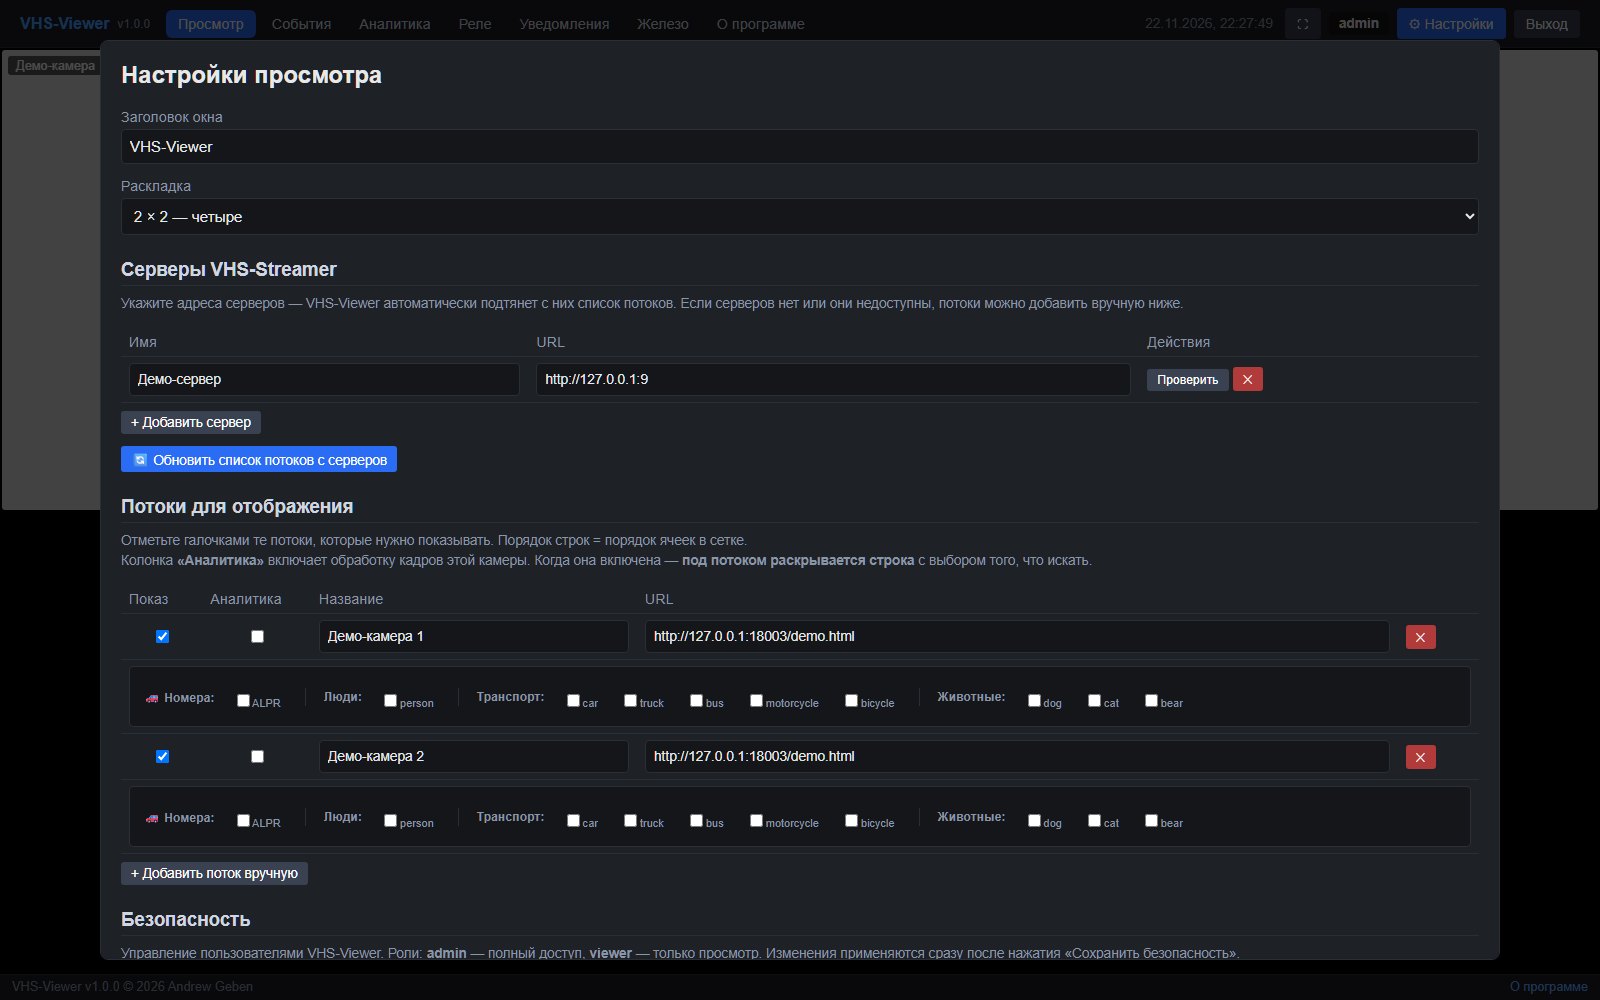 VHS-Viewer v1.0.0 Просмотр События Аналитика Реле Уведомления Железо О программе 22.11.2026, 22:27:49 admin ⚙ Настройки Выход
Демо-камера
Настройки просмотра
Заголовок окна
VHS-Viewer
Раскладка
2 × 2 — четыре
Серверы VHS-Streamer
Укажите адреса серверов — VHS-Viewer автоматически подтянет с них список потоков. Если серверов нет или они недоступны, потоки можно добавить вручную ниже.
Имя URL Действия
Демо-сервер http://127.0.0.1:9 Проверить ✕
+ Добавить сервер
Обновить список потоков с серверов
Потоки для отображения
Отметьте галочками те потоки, которые нужно показывать. Порядок строк = порядок ячеек в сетке.
Колонка «Аналитика» включает обработку кадров этой камеры. Когда она включена — под потоком раскрывается строка с выбором того, что искать.
Показ Аналитика Название URL
Демо-камера 1 http://127.0.0.1:18003/demo.html ✕
Номера: ALPR Люди: person Транспорт: car truck bus motorcycle bicycle Животные: dog cat bear
Демо-камера 2 http://127.0.0.1:18003/demo.html ✕
Номера: ALPR Люди: person Транспорт: car truck bus motorcycle bicycle Животные: dog cat bear
+ Добавить поток вручную
Безопасность
Управление пользователями VHS-Viewer. Роли: admin — полный доступ, viewer — только просмотр. Изменения применяются сразу после нажатия «Сохранить безопасность».
VHS-Viewer v1.0.0 © 2026 Andrew Geben О программе